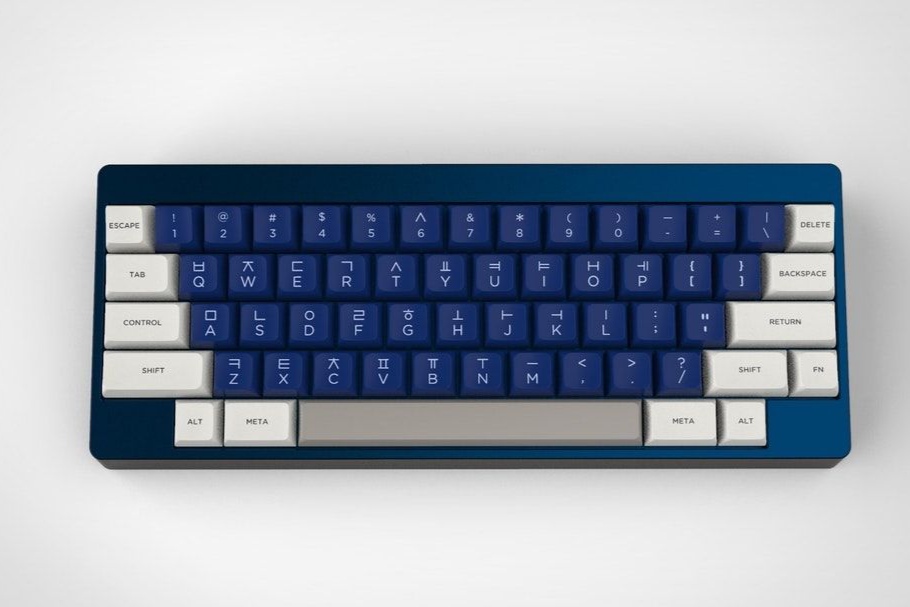 ! @ # $ % ^ & * ( ) — + |
ESCAPE 1 2 3 4 5 6 7 8 9 0 - = \ DELETE
ㅂ ㅈ ㄷ ㄱ ㅅ ㅛ ㅕ ㅑ ㅐ ㅔ { }
TAB Q W E R T Y U I O P [ ] BACKSPACE
ㅁ ㄴ ㅇ ㄹ ㅎ ㅗ ㅓ ㅏ ㅣ : "
CONTROL A S D F G H J K L ; ' RETURN
ㅋ ㅌ ㅊ ㅍ ㅠ ㅜ ㅡ < > ?
SHIFT Z X C V B N M , . / SHIFT FN
ALT META META ALT